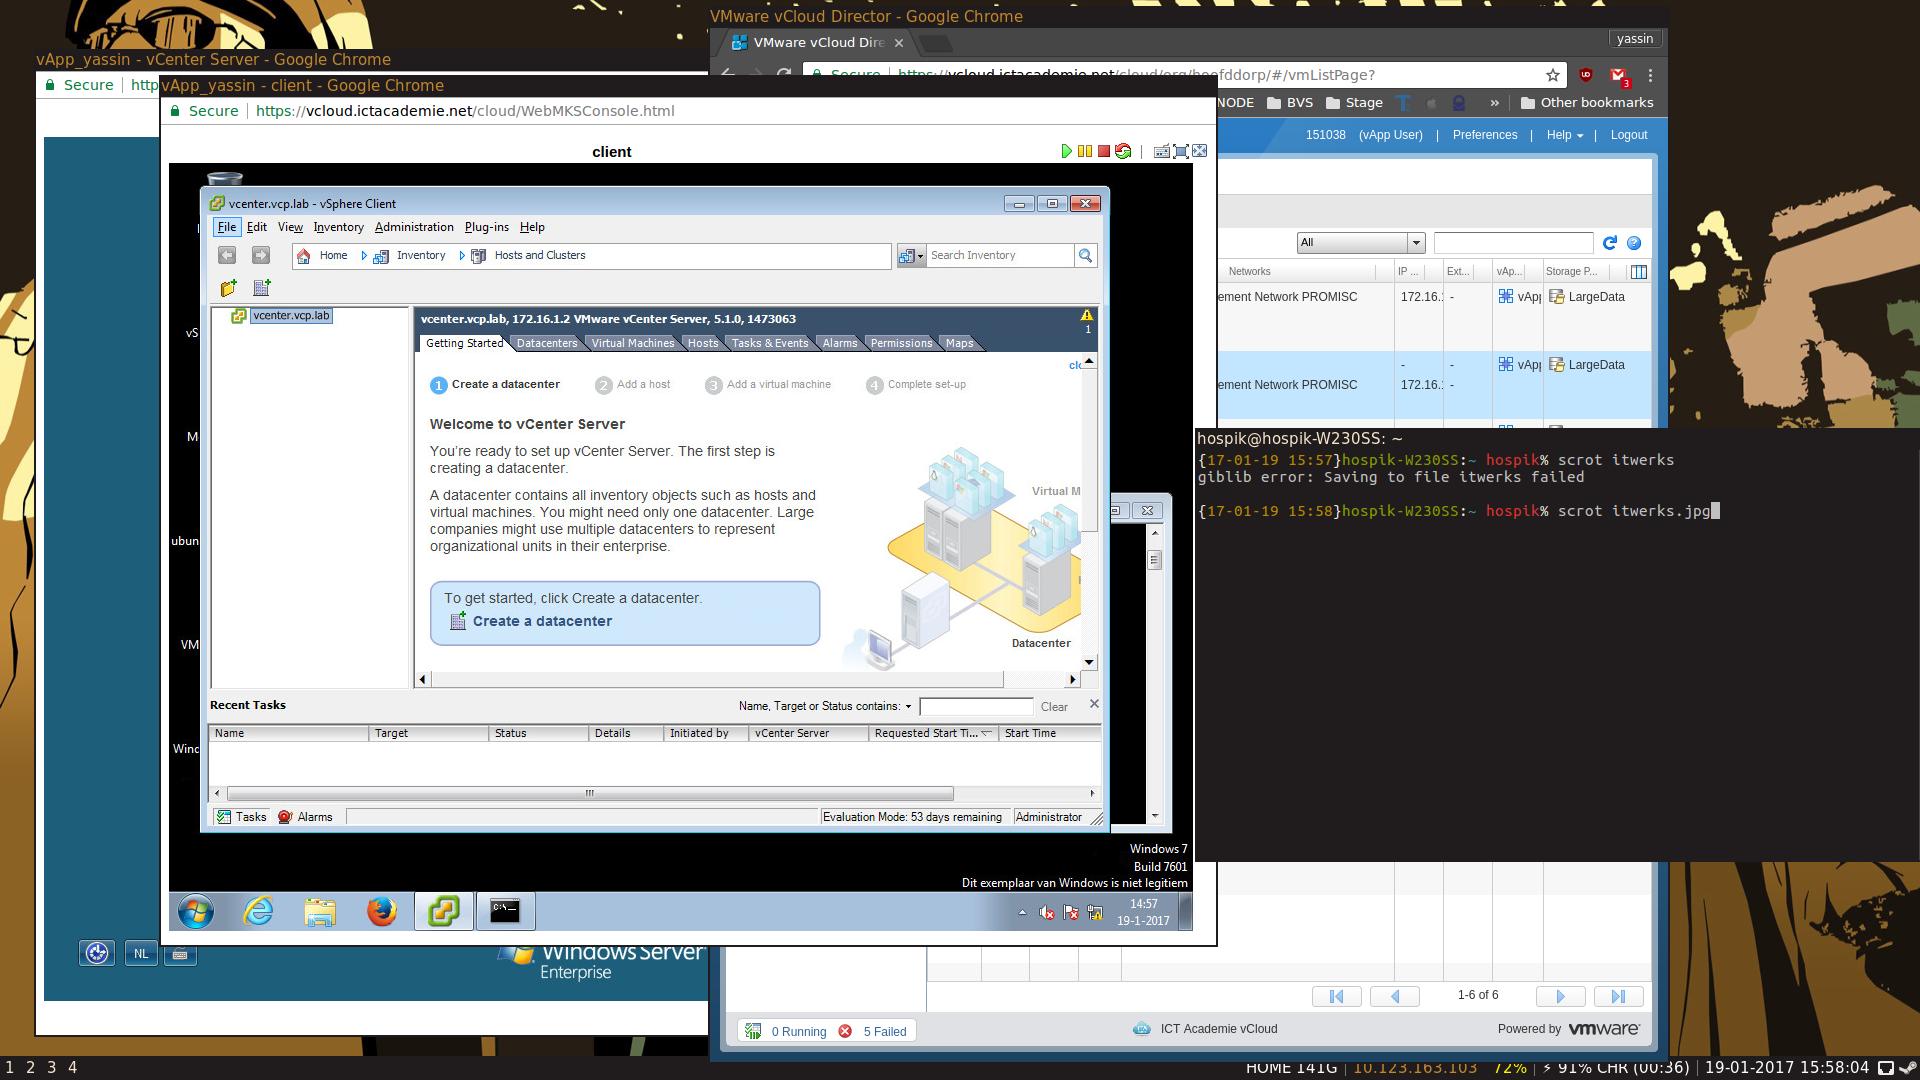 VMware vCloud Director - Google Chrome
VMware vCloud Dire
yassin
vApp_yassin - vCenter Server - Google Chrome
Secure
http
vApp_yassin - client - Google Chrome
Secure https://vcloud.ictacademie.net/cloud/org/hoofddorp/#/vmListPage?
3
Secure https://vcloud.ictacademie.net/cloud/WebMKSConsole.html
NODE BVS Stage » Other bookmarks
151038 (vApp User) | Preferences | Help | Logout
client
vcenter.vcp.lab - vSphere Client
File Edit View Inventory Administration Plug-ins Help
Home Inventory Hosts and Clusters
Search Inventory
All
Networks IP ... Ext... vAp... Storage P...
ement Network PROMISC 172.16.: - vApp LargeData
- - vApp LargeData
ement Network PROMISC 172.16.: -
vcenter.vcp.lab
vcenter.vcp.lab, 172.16.1.2 VMware vCenter Server, 5.1.0, 1473063
1
Getting Started Datacenters Virtual Machines Hosts Tasks & Events Alarms Permissions Maps
clo
1 Create a datacenter 2 Add a host 3 Add a virtual machine 4 Complete set-up
Welcome to vCenter Server
You're ready to set up vCenter Server. The first step is
creating a datacenter.
A datacenter contains all inventory objects such as hosts and
virtual machines. You might need only one datacenter. Large
companies might use multiple datacenters to represent
organizational units in their enterprise.
Virtual M
Datacenter
To get started, click Create a datacenter.
Create a datacenter
vS
M
ubun
VM
Wind
Recent Tasks
Name, Target or Status contains:
Clear
Name Target Status Details Initiated by vCenter Server Requested Start Ti... Start Time
Tasks Alarms
Evaluation Mode: 53 days remaining Administrator
Windows 7
Build 7601
Dit exemplaar van Windows is niet legitiem
14:57
19-1-2017
hospik@hospik-W230SS: ~
{17-01-19 15:57}hospik-W230SS:~ hospik% scrot itwerks
giblib error: Saving to file itwerks failed
{17-01-19 15:58}hospik-W230SS:~ hospik% scrot itwerks.jpg
NL
Windows Server
Enterprise
1-6 of 6
0 Running 5 Failed
ICT Academie vCloud
Powered by vmware
1 2 3 4
HOME 141G | 10.123.163.103 72% | ⚡ 91% CHR (00:36) | 19-01-2017 15:58:04